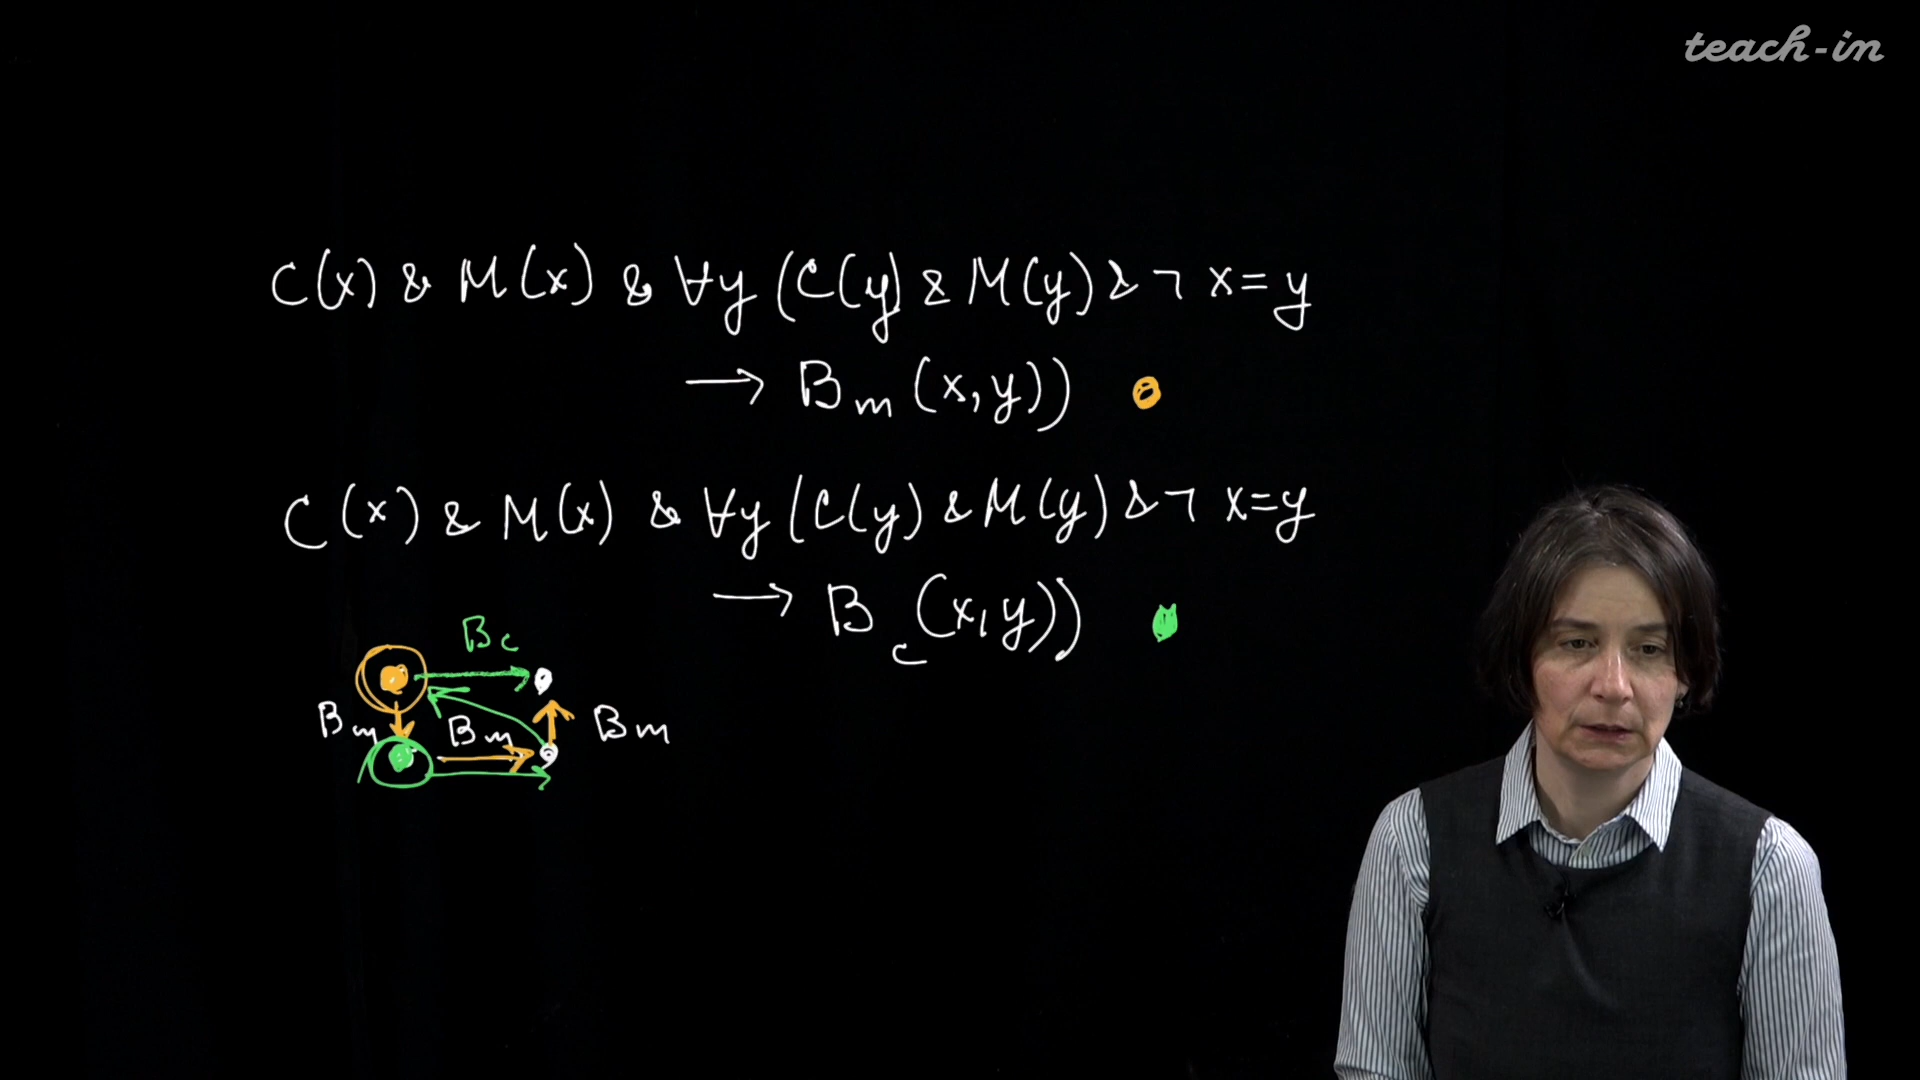 teach-in
C(x) & M(x) & ∀y (C(y) & M(y) & ¬ x=y
→ B_m (x,y))
C(x) & M(x) & ∀y (C(y) & M(y) & ¬ x=y
→ B_c (x,y))
B_c
B_m B_m B_m